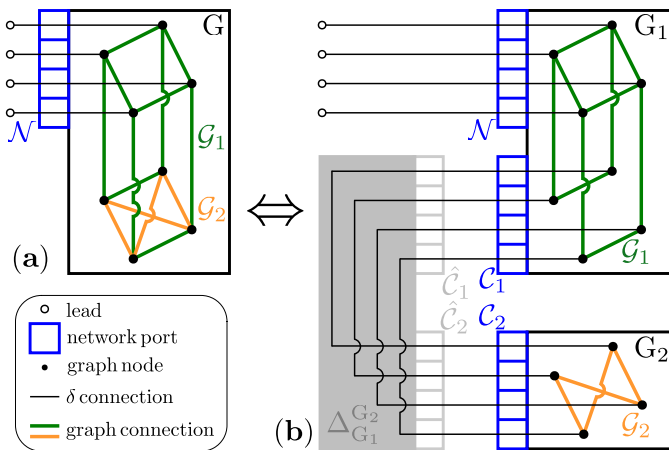 G
G₁
𝒩
𝒢₁
𝒩
𝒢₂
(a)
⟺
𝒢₁
Ĉ₁ 𝒞₁
Ĉ₂ 𝒞₂
lead
network port
graph node
δ connection
graph connection
G₂
Δ_{G₁}^{G₂}
(b)
𝒢₂